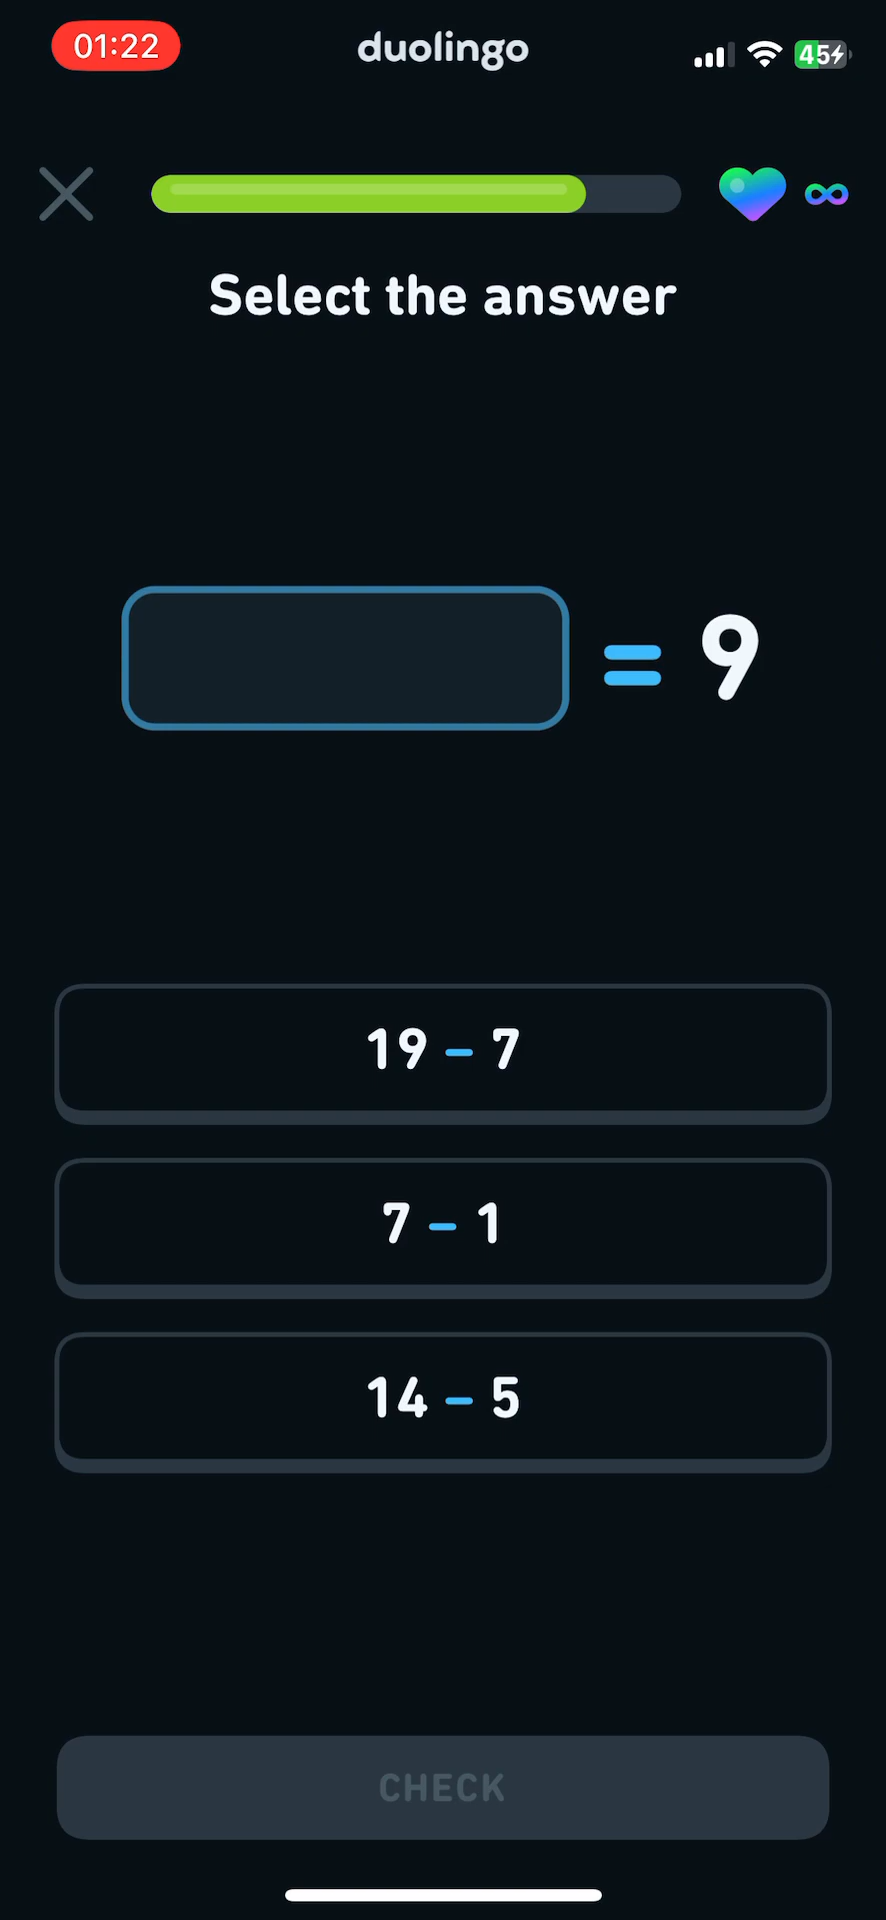 01:22
duolingo
45
Select the answer
= 9
19 - 7
7 - 1
14 - 5
CHECK